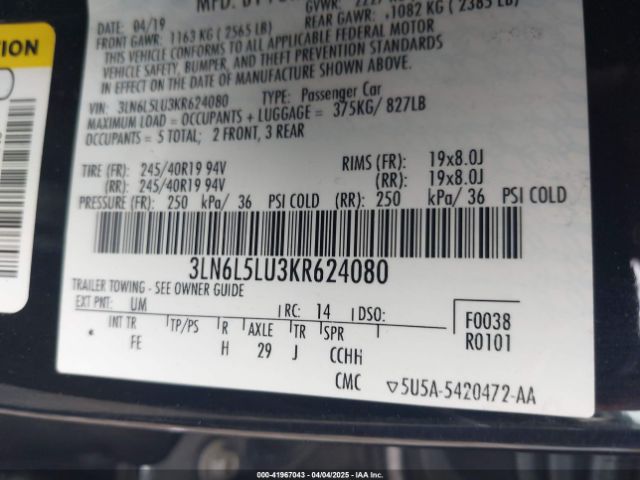 MFD. BY
GVWR:
04/19
REAR GAWR: 1082 KG ( 2385 LB)
FRONT GAWR: 1163 KG ( 2565 LB)
THIS VEHICLE CONFORMS TO ALL APPLICABLE FEDERAL MOTOR
VEHICLE SAFETY, BUMPER, AND THEFT PREVENTION STANDARDS
IN EFFECT ON THE DATE OF MANUFACTURE SHOWN ABOVE.
VIN: 3LN6L5LU3KR624080 TYPE: Passenger Car
MAXIMUM LOAD = OCCUPANTS + LUGGAGE = 375KG/ 827LB
OCCUPANTS = 5 TOTAL; 2 FRONT, 3 REAR
TIRE (FR): 245/40R19 94V RIMS (FR): 19x8.0J
(RR): 245/40R19 94V (RR): 19x8.0J
PRESSURE (FR): 250 kPa/ 36 PSI COLD (RR): 250 kPa/ 36 PSI COLD
3LN6L5LU3KR624080
TRAILER TOWING - SEE OWNER GUIDE
EXT PNT: UM RC: 14 DSO: F0038
INT TR TP/PS R AXLE TR SPR R0101
FE H 29 J CCHH
CMC ▽5U5A-5420472-AA
000-41967043 - 04/04/2025 - IAAI.COM